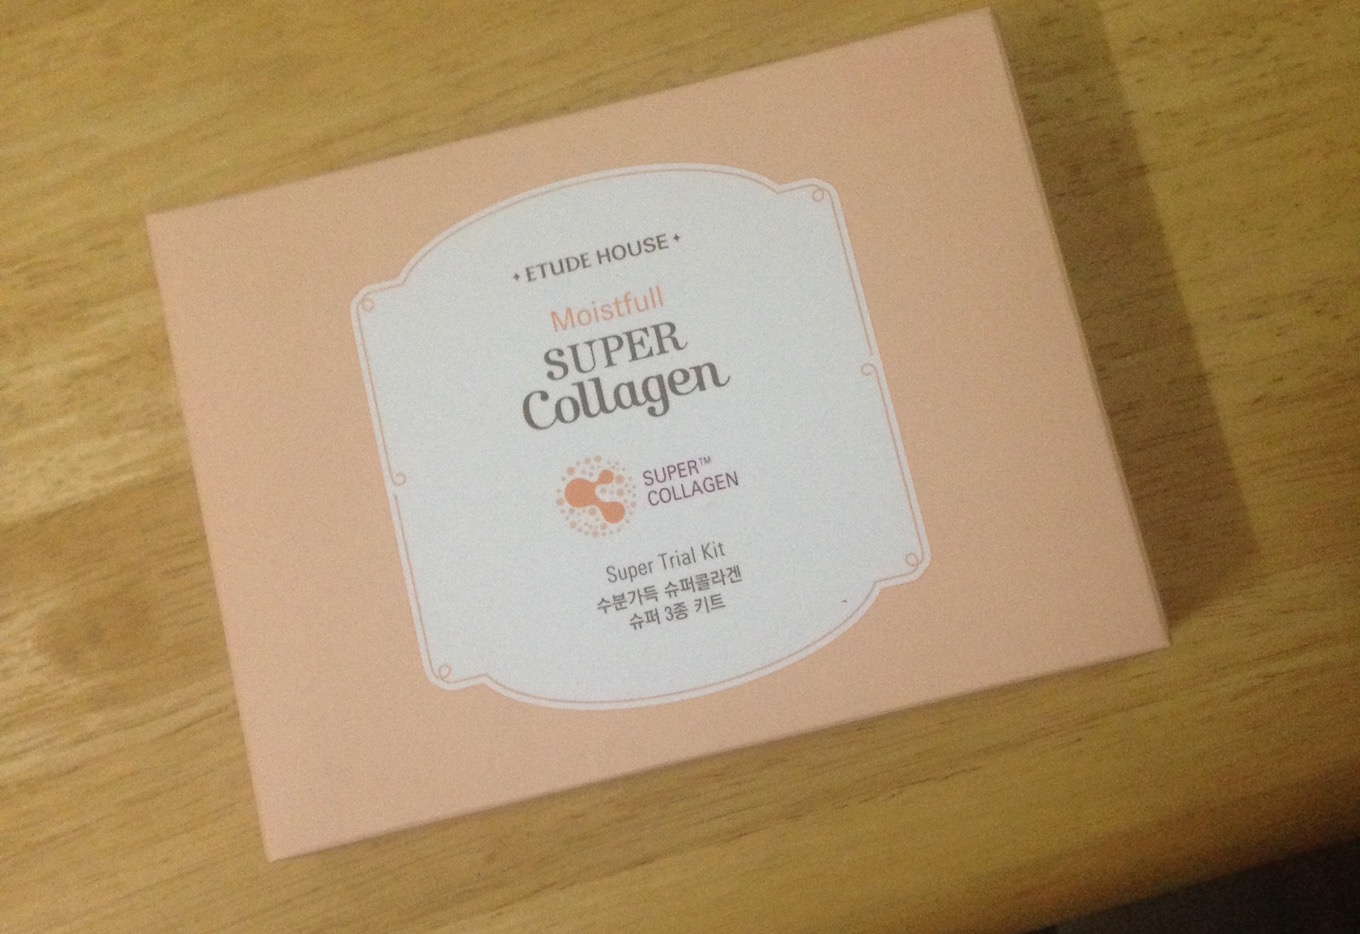 ETUDE HOUSE
Moistfull
SUPER
Collagen
SUPER™
COLLAGEN
Super Trial Kit
수분가득 슈퍼콜라겐
슈퍼 3종 키트